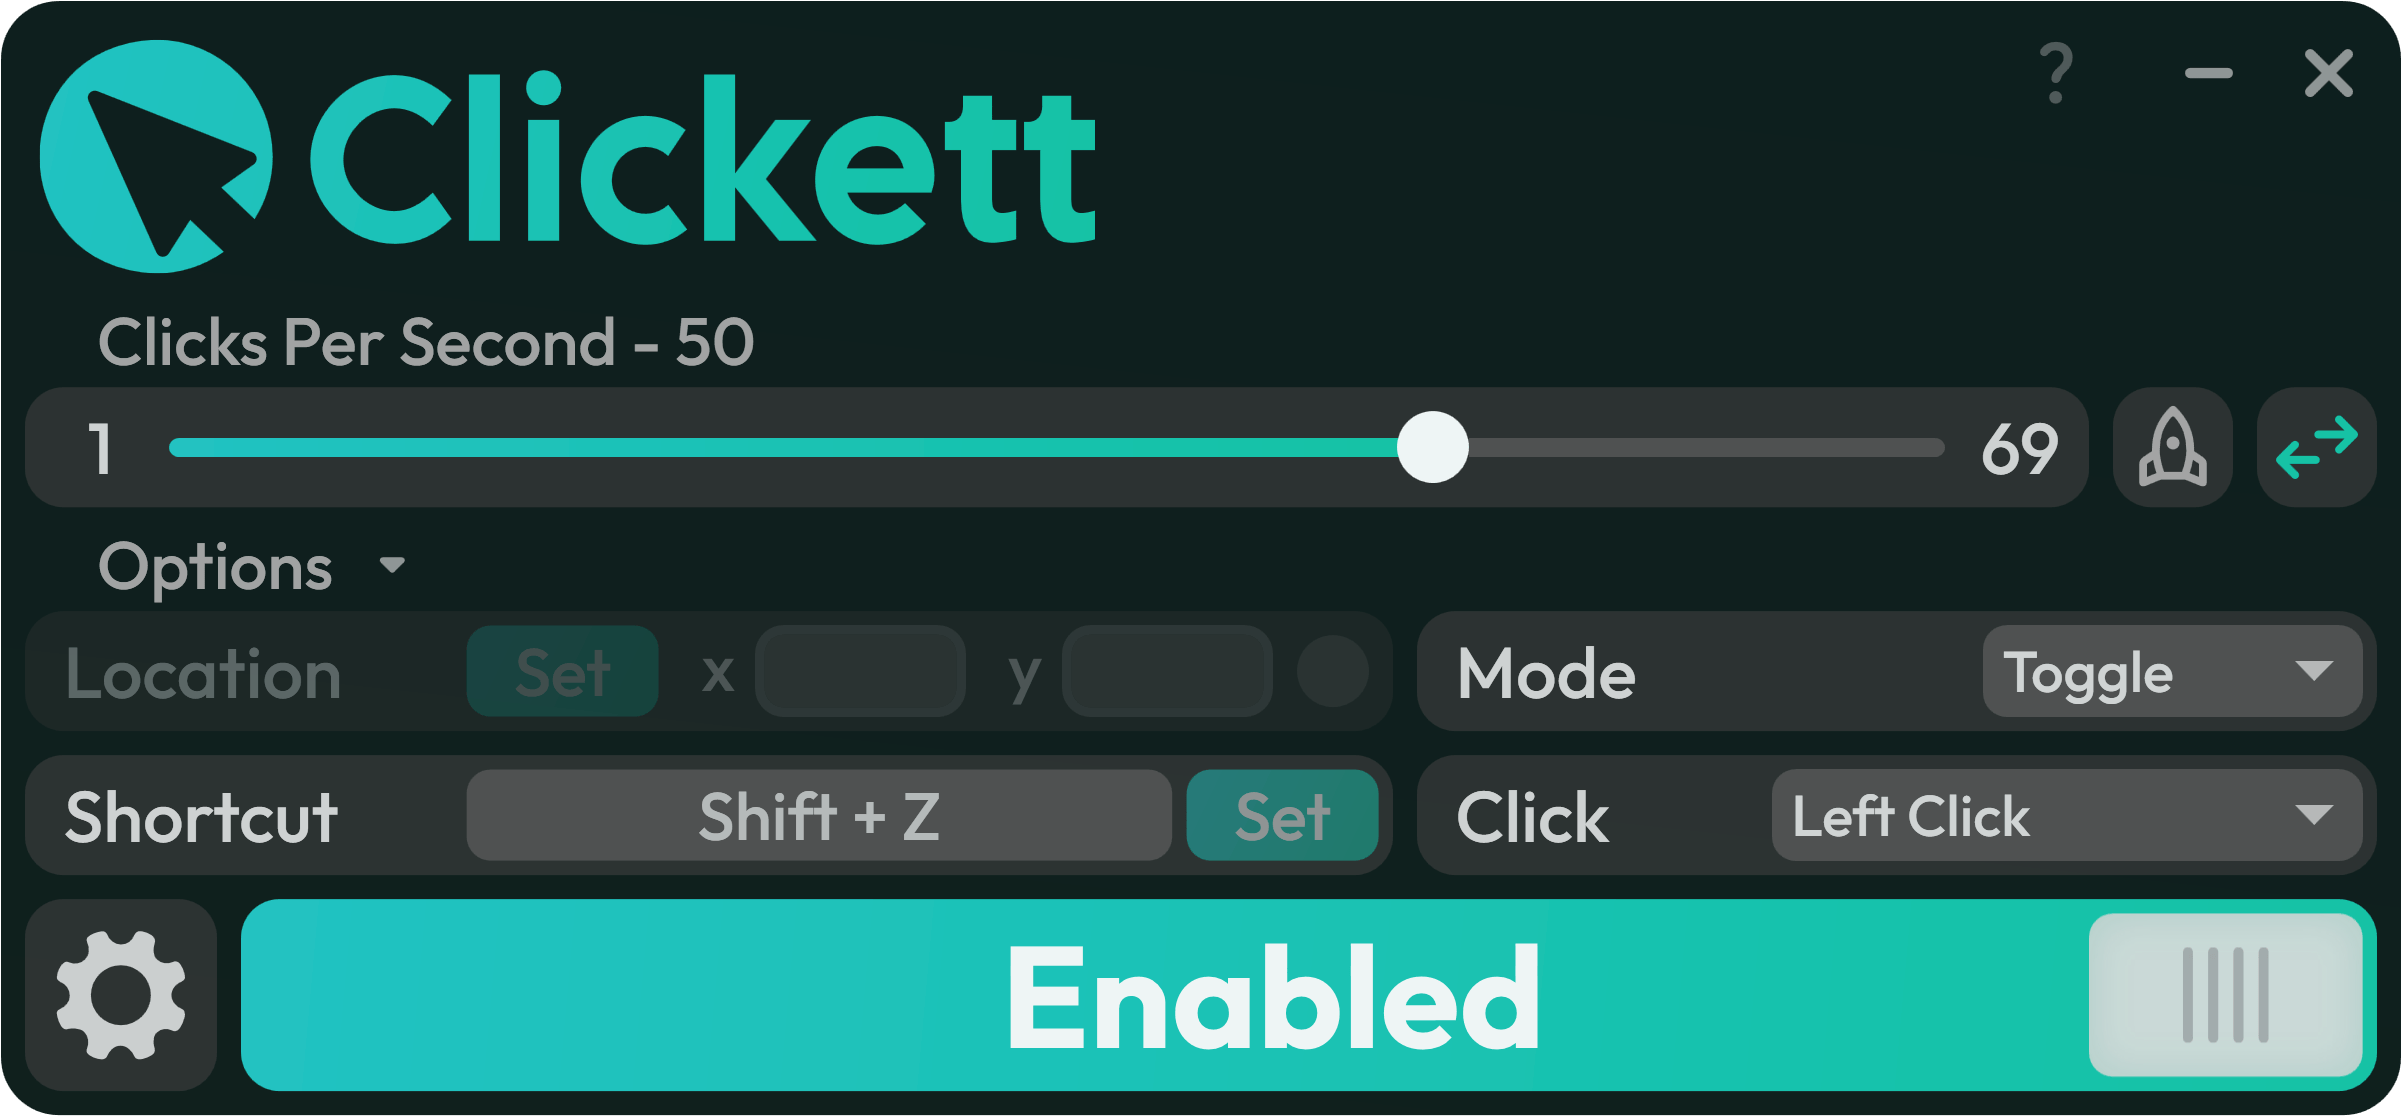 Clickett
?
Clicks Per Second - 50
1 69
Options
Location Set x y
Mode Toggle
Shortcut Shift + Z Set
Click Left Click
Enabled